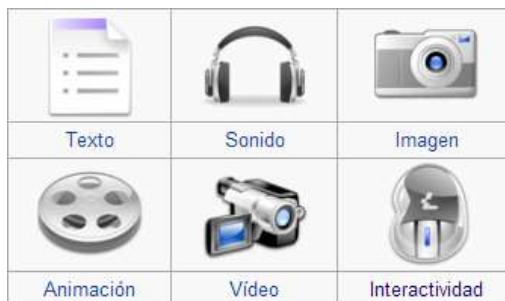 Texto
Sonido
Imagen
Animación
Vídeo
Interactividad